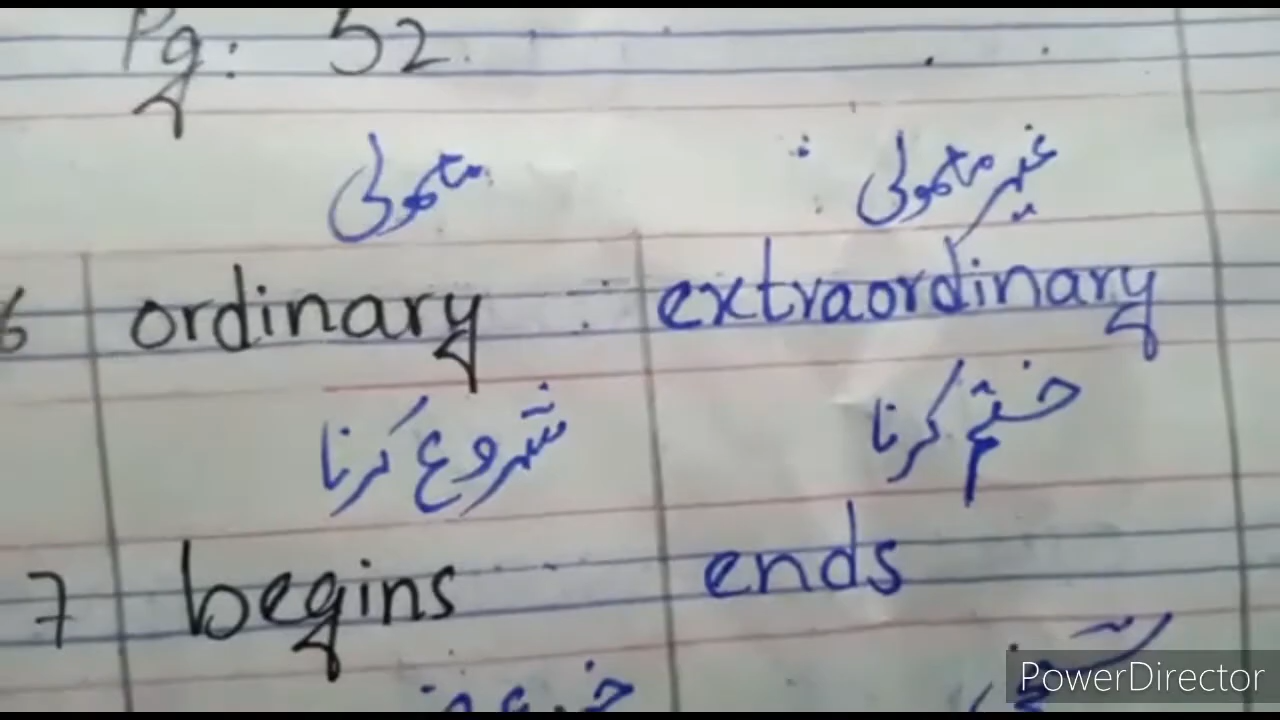 Pg: 52
معمولی غیر معمولی
6 ordinary extraordinary
شروع کرنا ختم کرنا
7 begins ends
PowerDirector